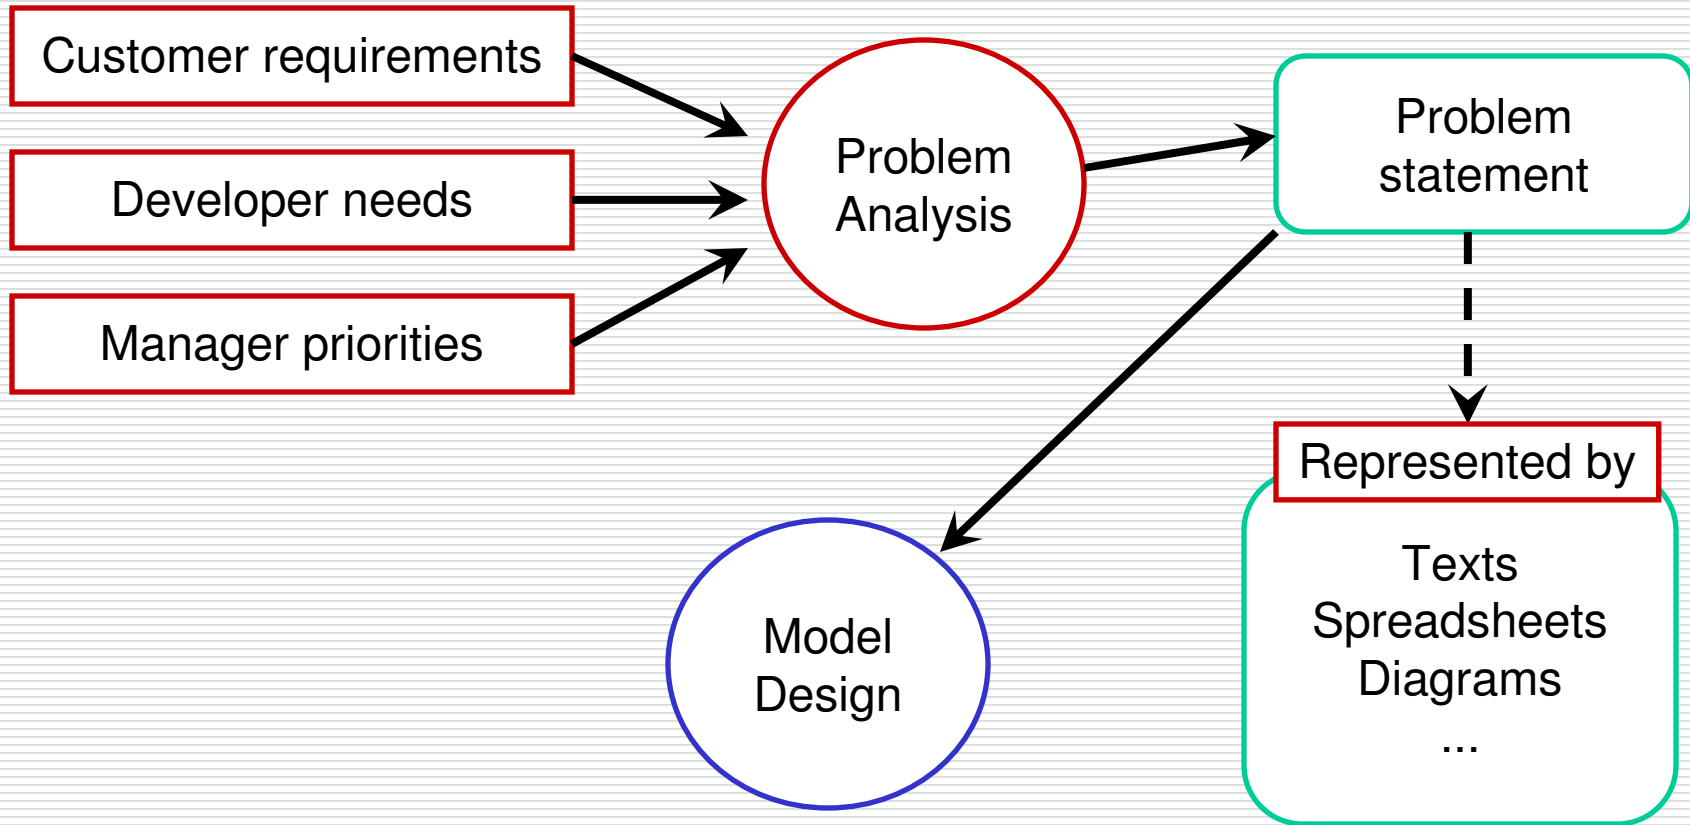 Customer requirements
Developer needs
Manager priorities
Problem
Analysis
Problem
statement
Represented by
Texts
Spreadsheets
Diagrams
...
Model
Design